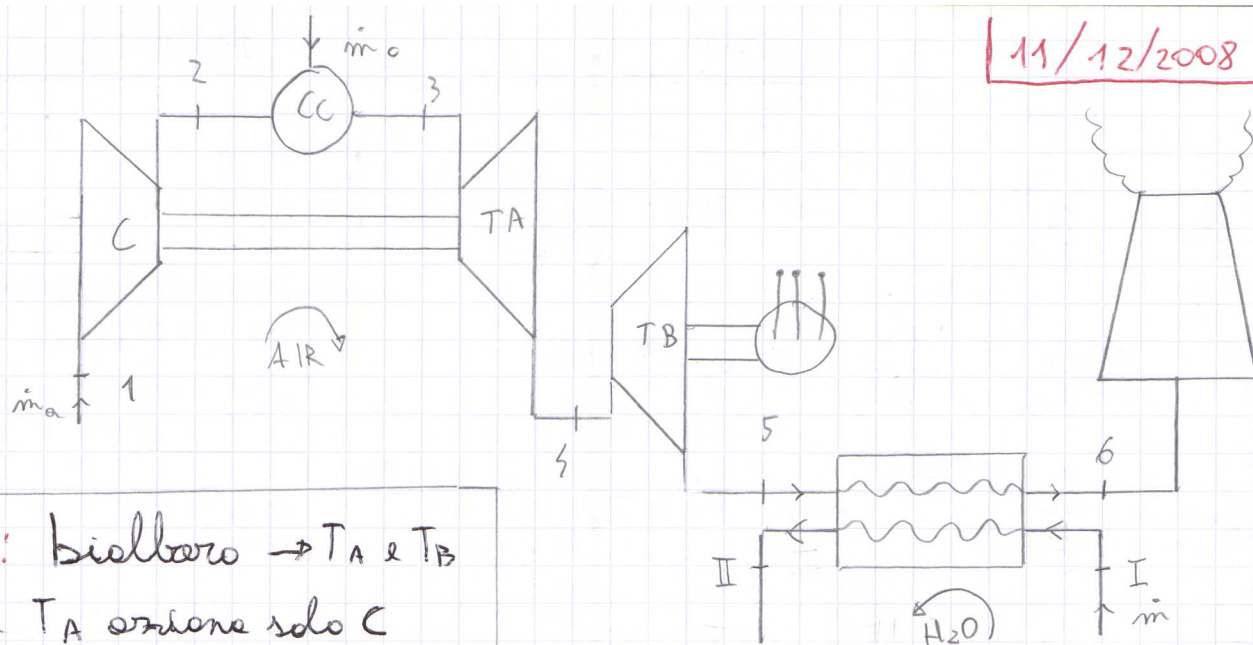 11/12/2008
ṁc
2
CC
3
C
TA
AIR
ṁa
1
TB
4
5
6
II
I
ṁ
H2O
: bialbero → TA e TB
TA aziona solo C